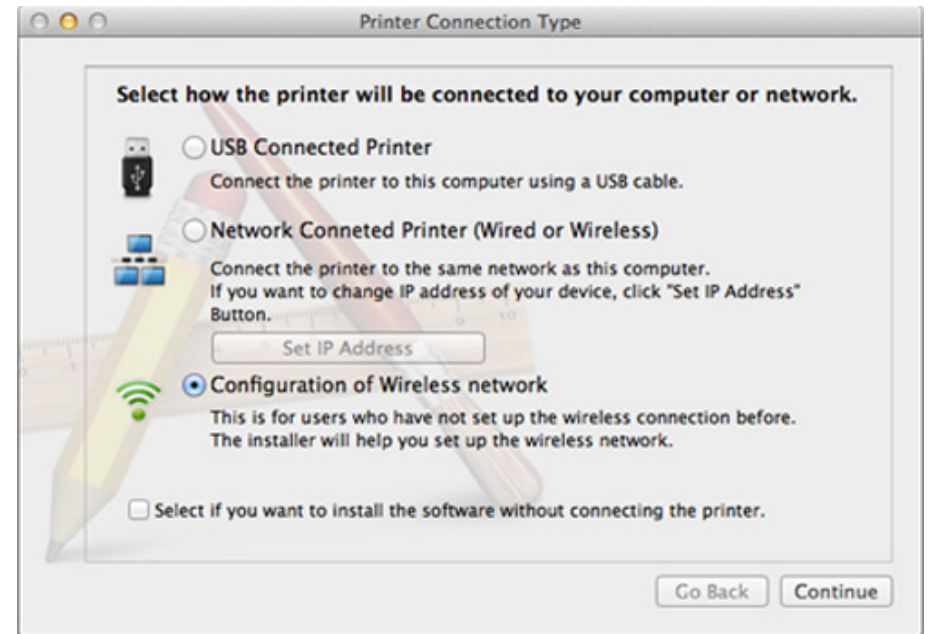 Printer Connection Type
Select how the printer will be connected to your computer or network.
USB Connected Printer
Connect the printer to this computer using a USB cable.
Network Conneted Printer (Wired or Wireless)
Connect the printer to the same network as this computer.
If you want to change IP address of your device, click "Set IP Address"
Button.
Set IP Address
Configuration of Wireless network
This is for users who have not set up the wireless connection before.
The installer will help you set up the wireless network.
Select if you want to install the software without connecting the printer.
Go Back
Continue